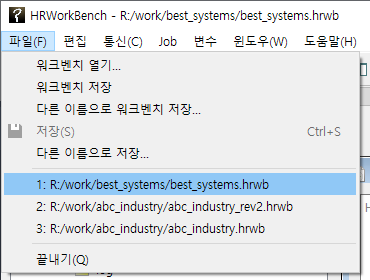 HRWorkBench - R:/work/best_systems/best_systems.hrwb
파일(F) 편집 통신(C) Job 변수 윈도우(W) 도움말(H)
워크벤치 열기...
워크벤치 저장
다른 이름으로 워크벤치 저장...
저장(S) Ctrl+S
다른 이름으로 저장...
1: R:/work/best_systems/best_systems.hrwb
2: R:/work/abc_industry/abc_industry_rev2.hrwb
3: R:/work/abc_industry/abc_industry.hrwb
끝내기(Q)